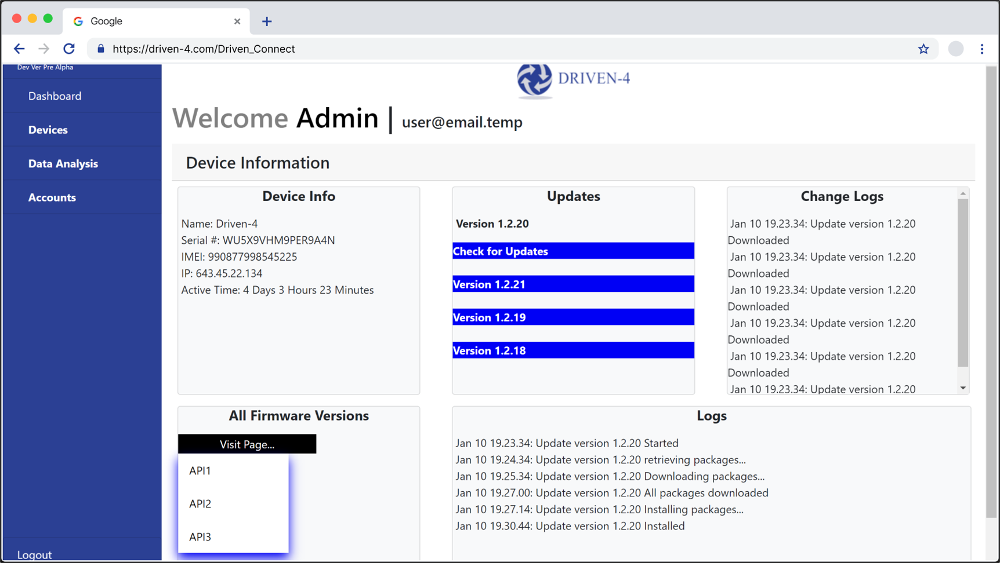 Google
https://driven-4.com/Driven_Connect
Dev Ver Pre Alpha
Dashboard
Devices
Data Analysis
Accounts
Logout
DRIVEN-4
Welcome Admin | user@email.temp
Device Information
Device Info
Name: Driven-4
Serial #: WU5X9VHM9PER9A4N
IMEI: 990877998545225
IP: 643.45.22.134
Active Time: 4 Days 3 Hours 23 Minutes
Updates
Version 1.2.20
Check for Updates
Version 1.2.21
Version 1.2.19
Version 1.2.18
Change Logs
Jan 10 19.23.34: Update version 1.2.20
Downloaded
Jan 10 19.23.34: Update version 1.2.20
Downloaded
Jan 10 19.23.34: Update version 1.2.20
Downloaded
Jan 10 19.23.34: Update version 1.2.20
Downloaded
Jan 10 19.23.34: Update version 1.2.20
Downloaded
Jan 10 19.23.34: Update version 1.2.20
All Firmware Versions
Visit Page...
API1
API2
API3
Logs
Jan 10 19.23.34: Update version 1.2.20 Started
Jan 10 19.24.34: Update version 1.2.20 retrieving packages...
Jan 10 19.25.34: Update version 1.2.20 Downloading packages...
Jan 10 19.27.00: Update version 1.2.20 All packages downloaded
Jan 10 19.27.14: Update version 1.2.20 Installing packages...
Jan 10 19.30.44: Update version 1.2.20 Installed